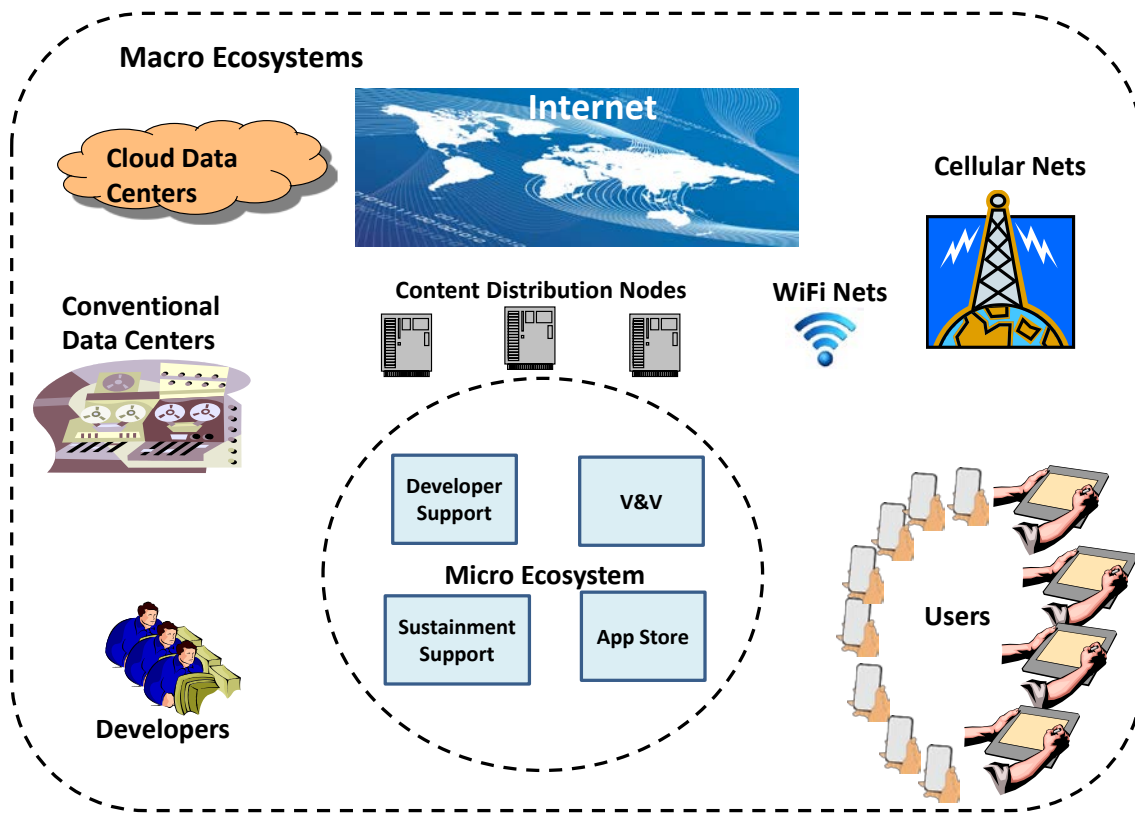 Macro Ecosystems
Internet
Cloud Data
Centers
Cellular Nets
Conventional
Data Centers
Content Distribution Nodes
WiFi Nets
Developer
Support
V&V
Micro Ecosystem
Sustainment
Support
App Store
Users
Developers